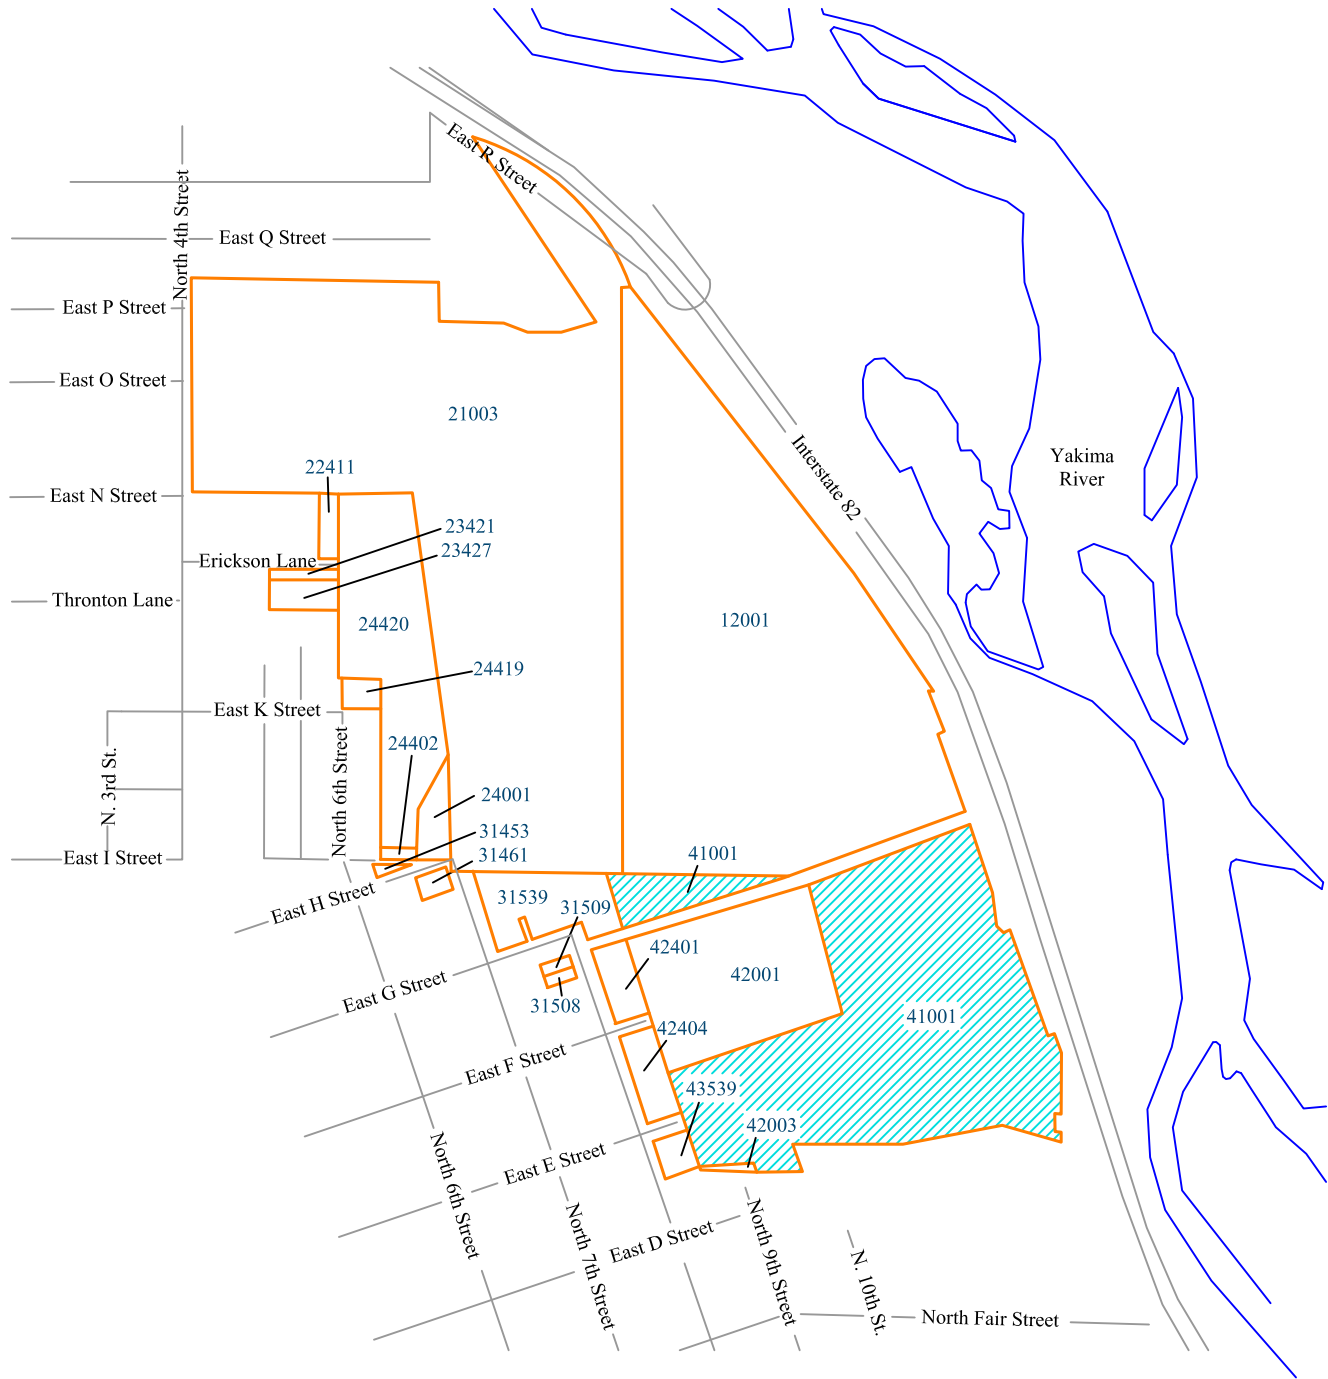 East R Street
North 4th Street
East Q Street
East P Street
East O Street
21003
Interstate 82
Yakima
River
22411
East N Street
23421
23427
Erickson Lane
Thronton Lane
24420
12001
24419
East K Street
North 6th Street
24402
N. 3rd St.
24001
31453
31461
East I Street
41001
East H Street
31539
31509
42401
42001
East G Street
31508
41001
42404
East F Street
43539
42003
East E Street
North 6th Street
North 7th Street
East D Street
North 9th Street
N. 10th St.
North Fair Street